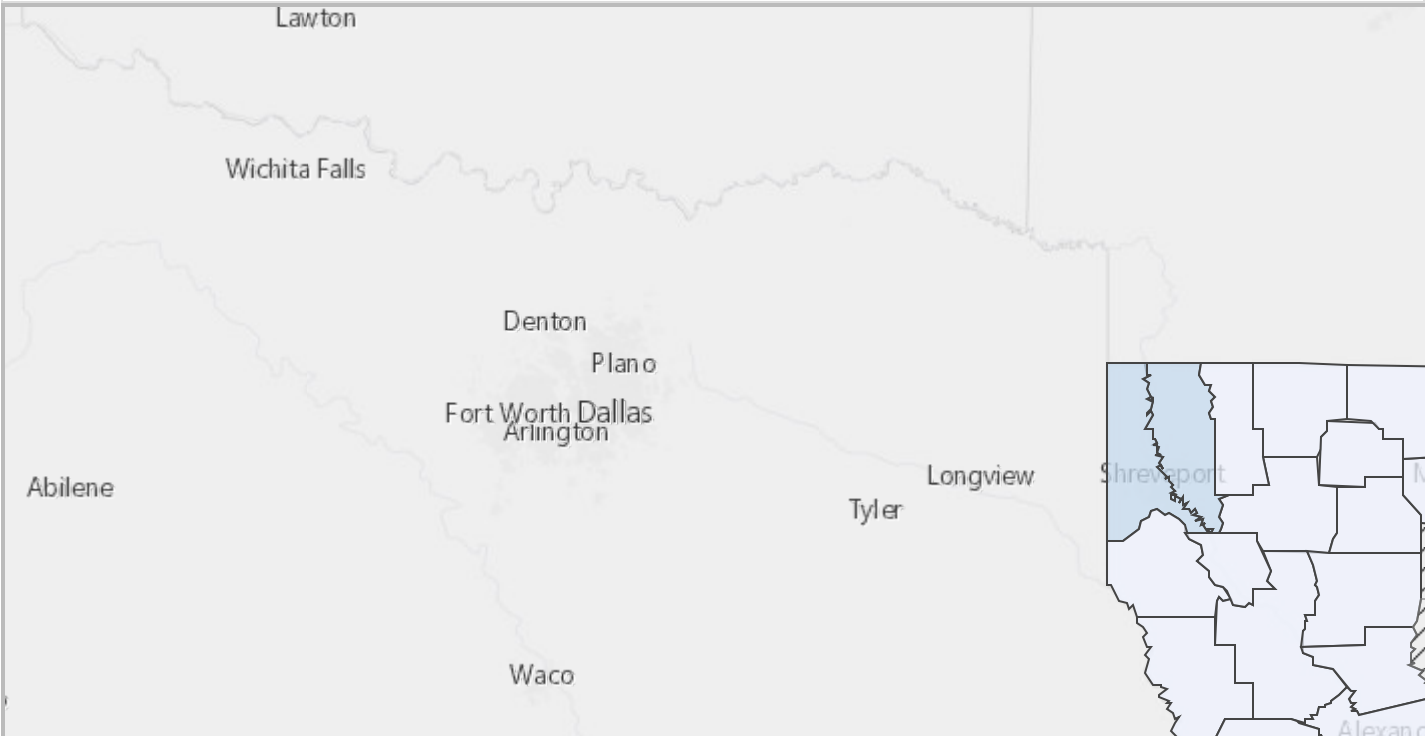 Lawton
Wichita Falls
Denton
Plano
Fort Worth Dallas
Arlington
Abilene
Longview
Shreveport
Tyler
Waco